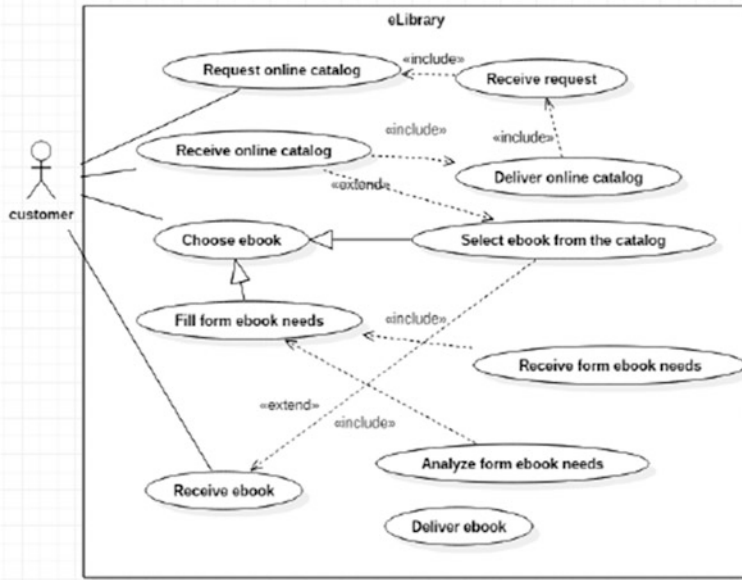 eLibrary
Request online catalog
«include»
Receive request
«include»
«include»
Receive online catalog
Deliver online catalog
«extend»
customer
Choose ebook
Select ebook from the catalog
Fill form ebook needs
«include»
Receive form ebook needs
«extend»
«include»
Analyze form ebook needs
Receive ebook
Deliver ebook